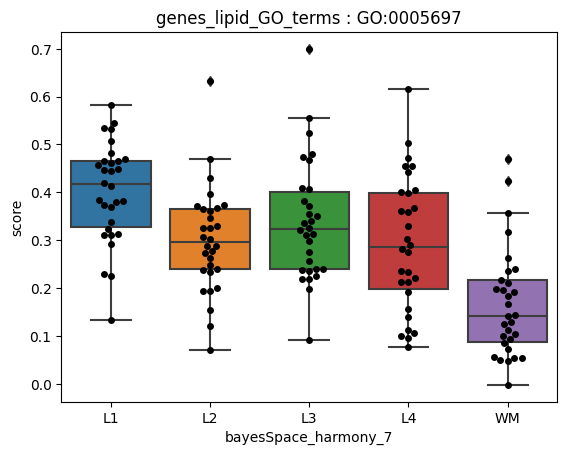 genes_lipid_GO_terms : GO:0005697
0.7
0.6
0.5
0.4
0.3
0.2
0.1
0.0
score
L1 L2 L3 L4 WM
bayesSpace_harmony_7